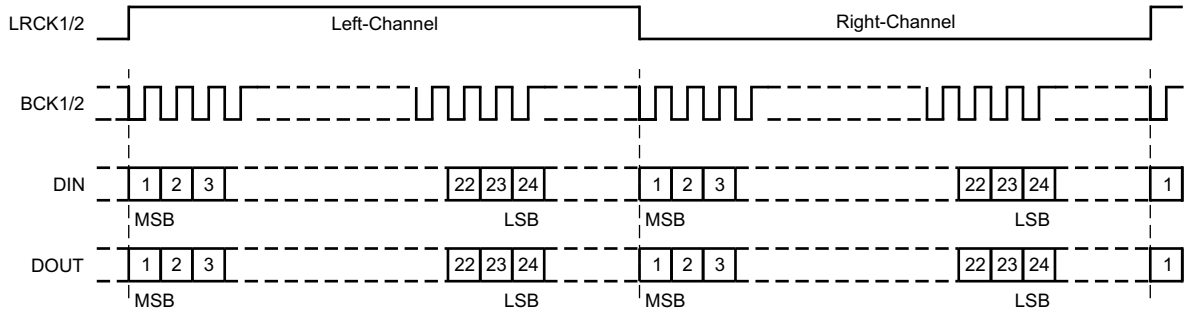 LRCK1/2 Left-Channel Right-Channel
BCK1/2
DIN 1 2 3 22 23 24 1 2 3 22 23 24 1
MSB LSB MSB LSB
DOUT 1 2 3 22 23 24 1 2 3 22 23 24 1
MSB LSB MSB LSB